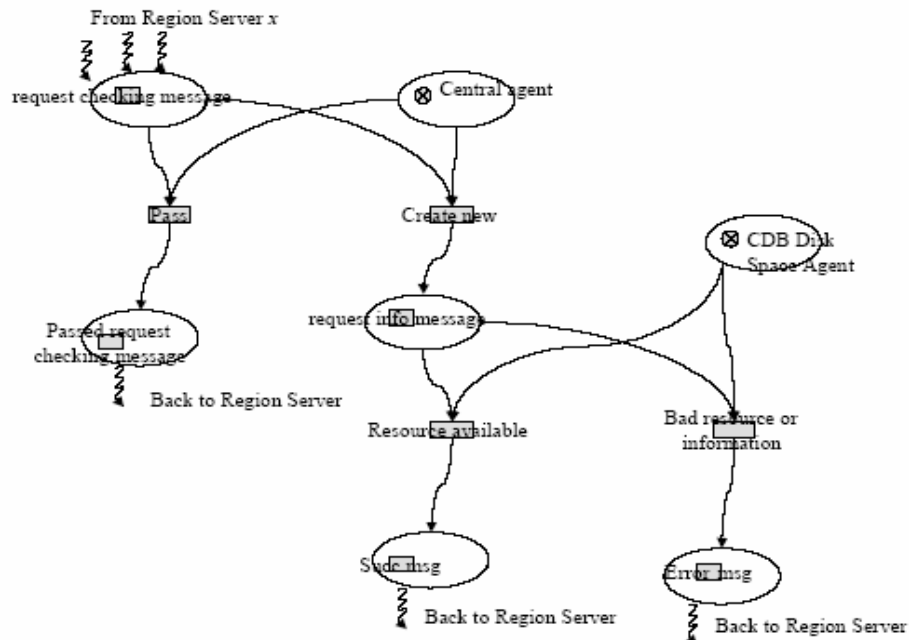 From Region Server x
request checking message
Central agent
Pass
Create new
CDB Disk
Space Agent
Passed request
checking message
request info message
Back to Region Server
Resource available
Bad resource or
information
Succ msg
Error msg
Back to Region Server
Back to Region Server